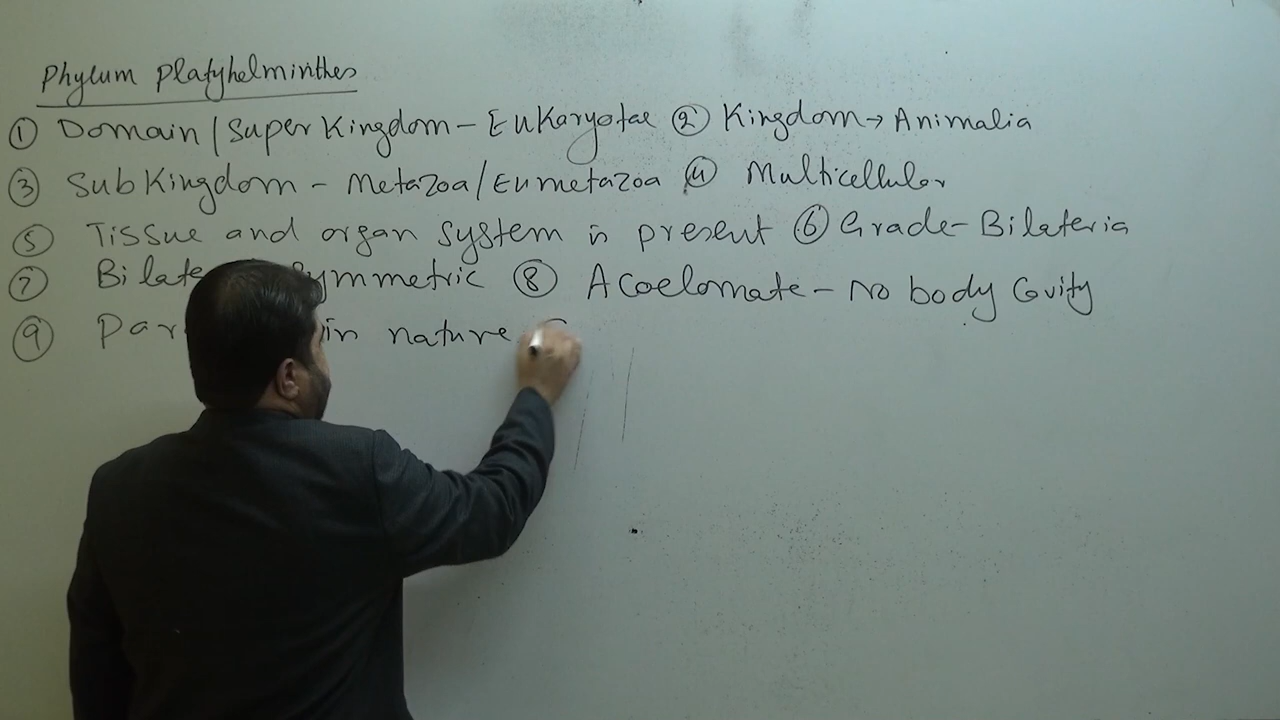 Phylum Platyhelminthes
① Domain/Super Kingdom - Eukaryotae ② Kingdom → Animalia
③ Sub Kingdom - Metazoa/Eumetazoa ④ Multicellular
⑤ Tissue and organ system is present ⑥ Grade - Bilateria
⑦ Bilate symmetric ⑧ Acoelomate - No body Cavity
⑨ Par in nature